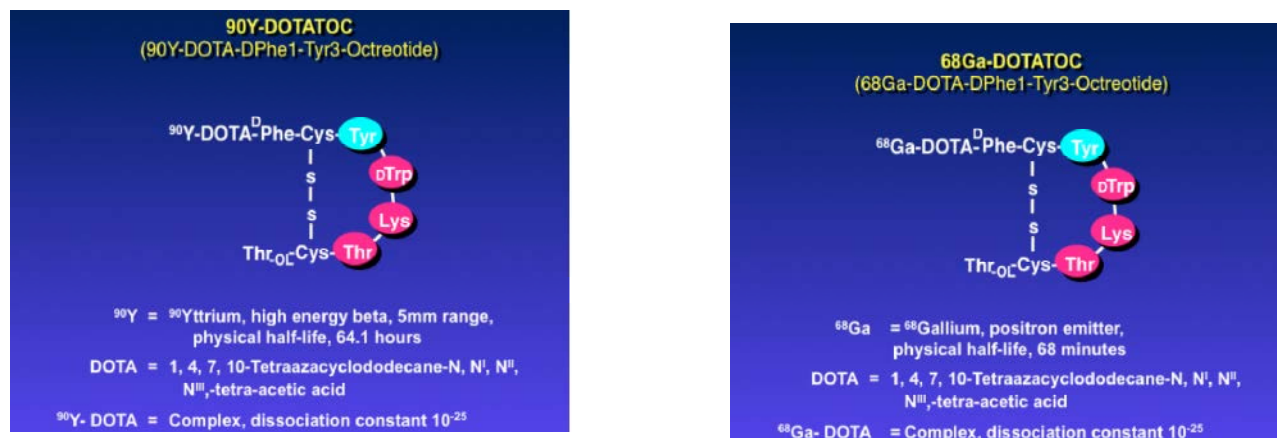 90Y-DOTATOC
(90Y-DOTA-DPhe1-Tyr3-Octreotide)
⁹⁰Y-DOTA-ᴰPhe-Cys-Tyr
DTrp
Lys
Thr
S
S
Thr-OL-Cys-
⁹⁰Y = ⁹⁰Yttrium, high energy beta, 5mm range,
physical half-life, 64.1 hours
DOTA = 1, 4, 7, 10-Tetraazacyclododecane-N, Nᴵ, Nᴵᴵ,
Nᴵᴵᴵ,-tetra-acetic acid
⁹⁰Y- DOTA = Complex, dissociation constant 10⁻²⁵
68Ga-DOTATOC
(68Ga-DOTA-DPhe1-Tyr3-Octreotide)
⁶⁸Ga-DOTA-ᴰPhe-Cys-Tyr
DTrp
Lys
Thr
S
S
Thr-OL-Cys-
⁶⁸Ga = ⁶⁸Gallium, positron emitter,
physical half-life, 68 minutes
DOTA = 1, 4, 7, 10-Tetraazacyclododecane-N, Nᴵ, Nᴵᴵ,
Nᴵᴵᴵ,-tetra-acetic acid
⁶⁸Ga- DOTA = Complex, dissociation constant 10⁻²⁵